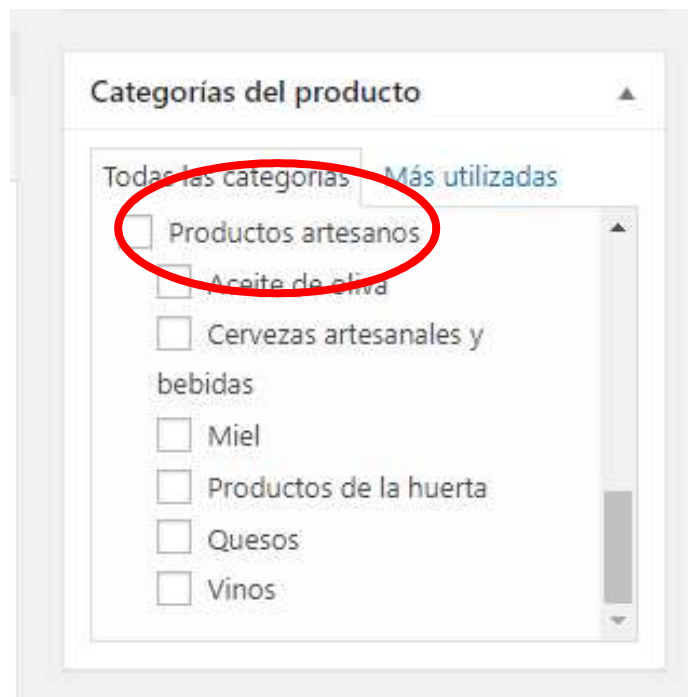 Categorías del producto
Todas las categorías Más utilizadas
Productos artesanos
Aceite de oliva
Cervezas artesanales y
bebidas
Miel
Productos de la huerta
Quesos
Vinos